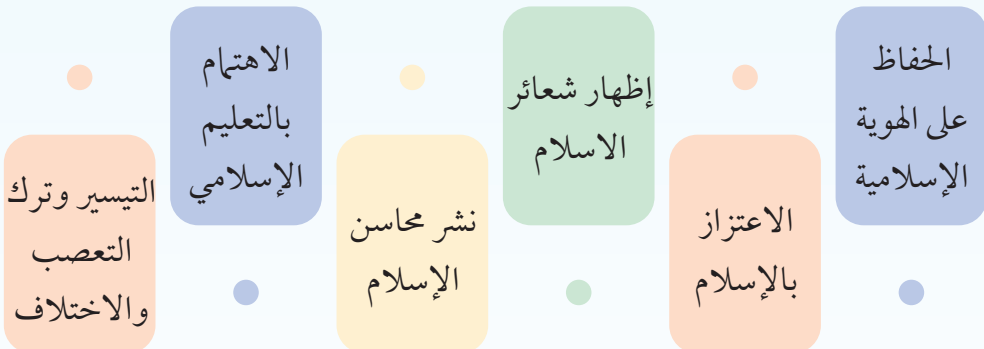 الحفاظ
على الهوية
الإسلامية
الاعتزاز
بالإسلام
إظهار شعائر
الاسلام
نشر محاسن
الإسلام
الاهتمام
بالتعليم
الإسلامي
التيسير وترك
التعصب
والاختلاف